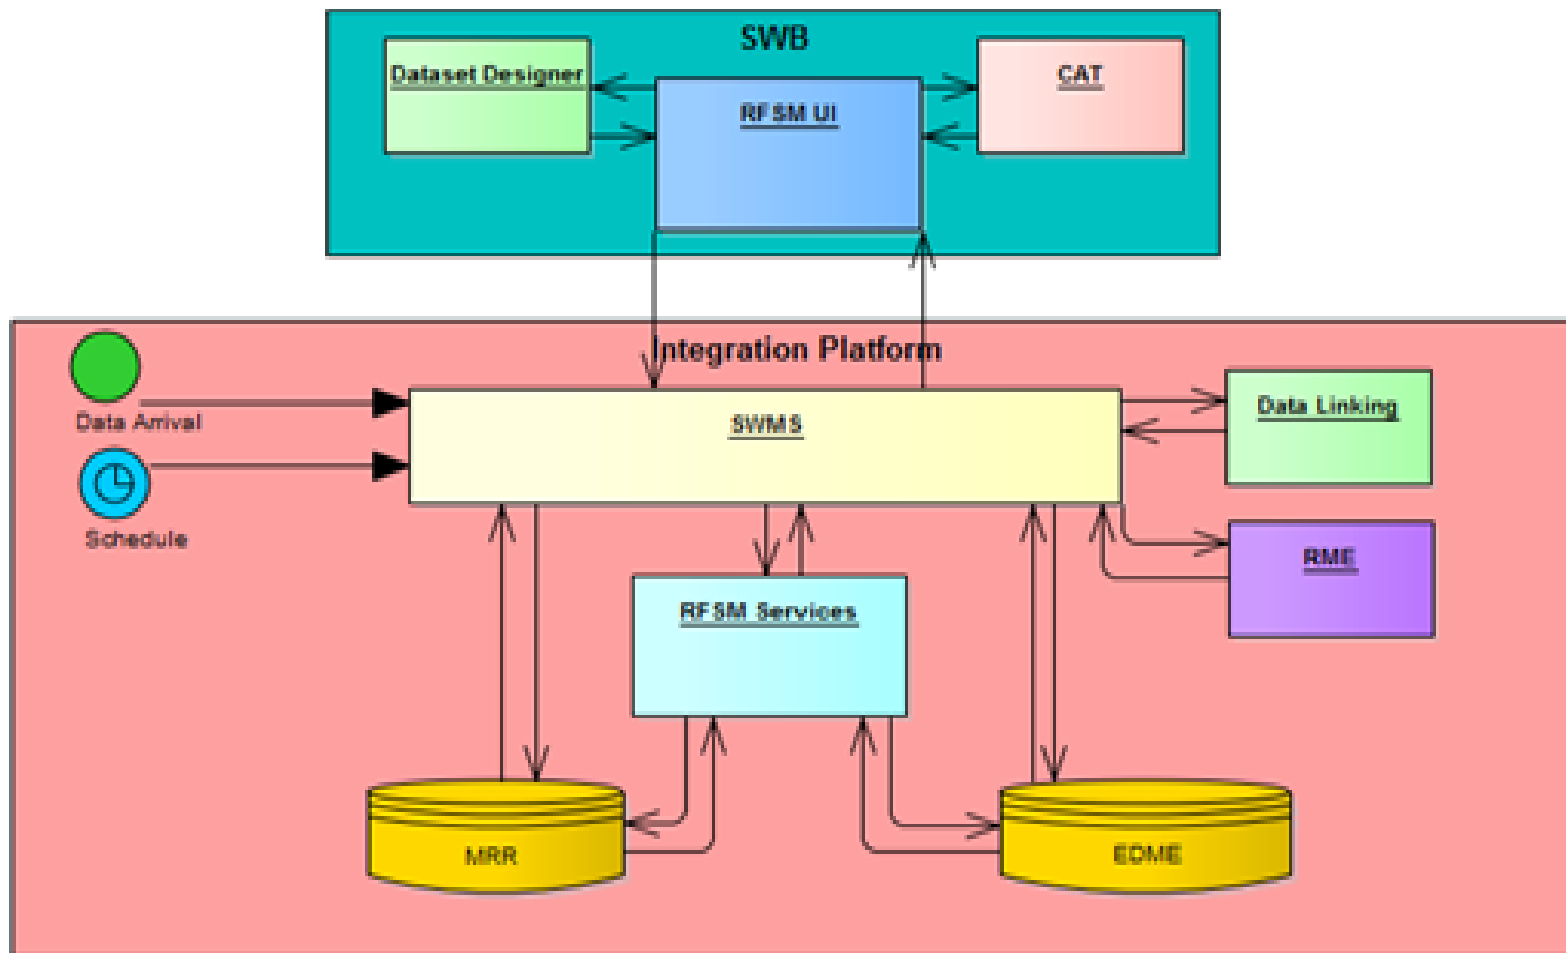 SWB
Dataset Designer
CAT
RFSM UI
Integration Platform
Data Arrival
Data Linking
SWMS
Schedule
RME
RFSM Services
MRR
EDME